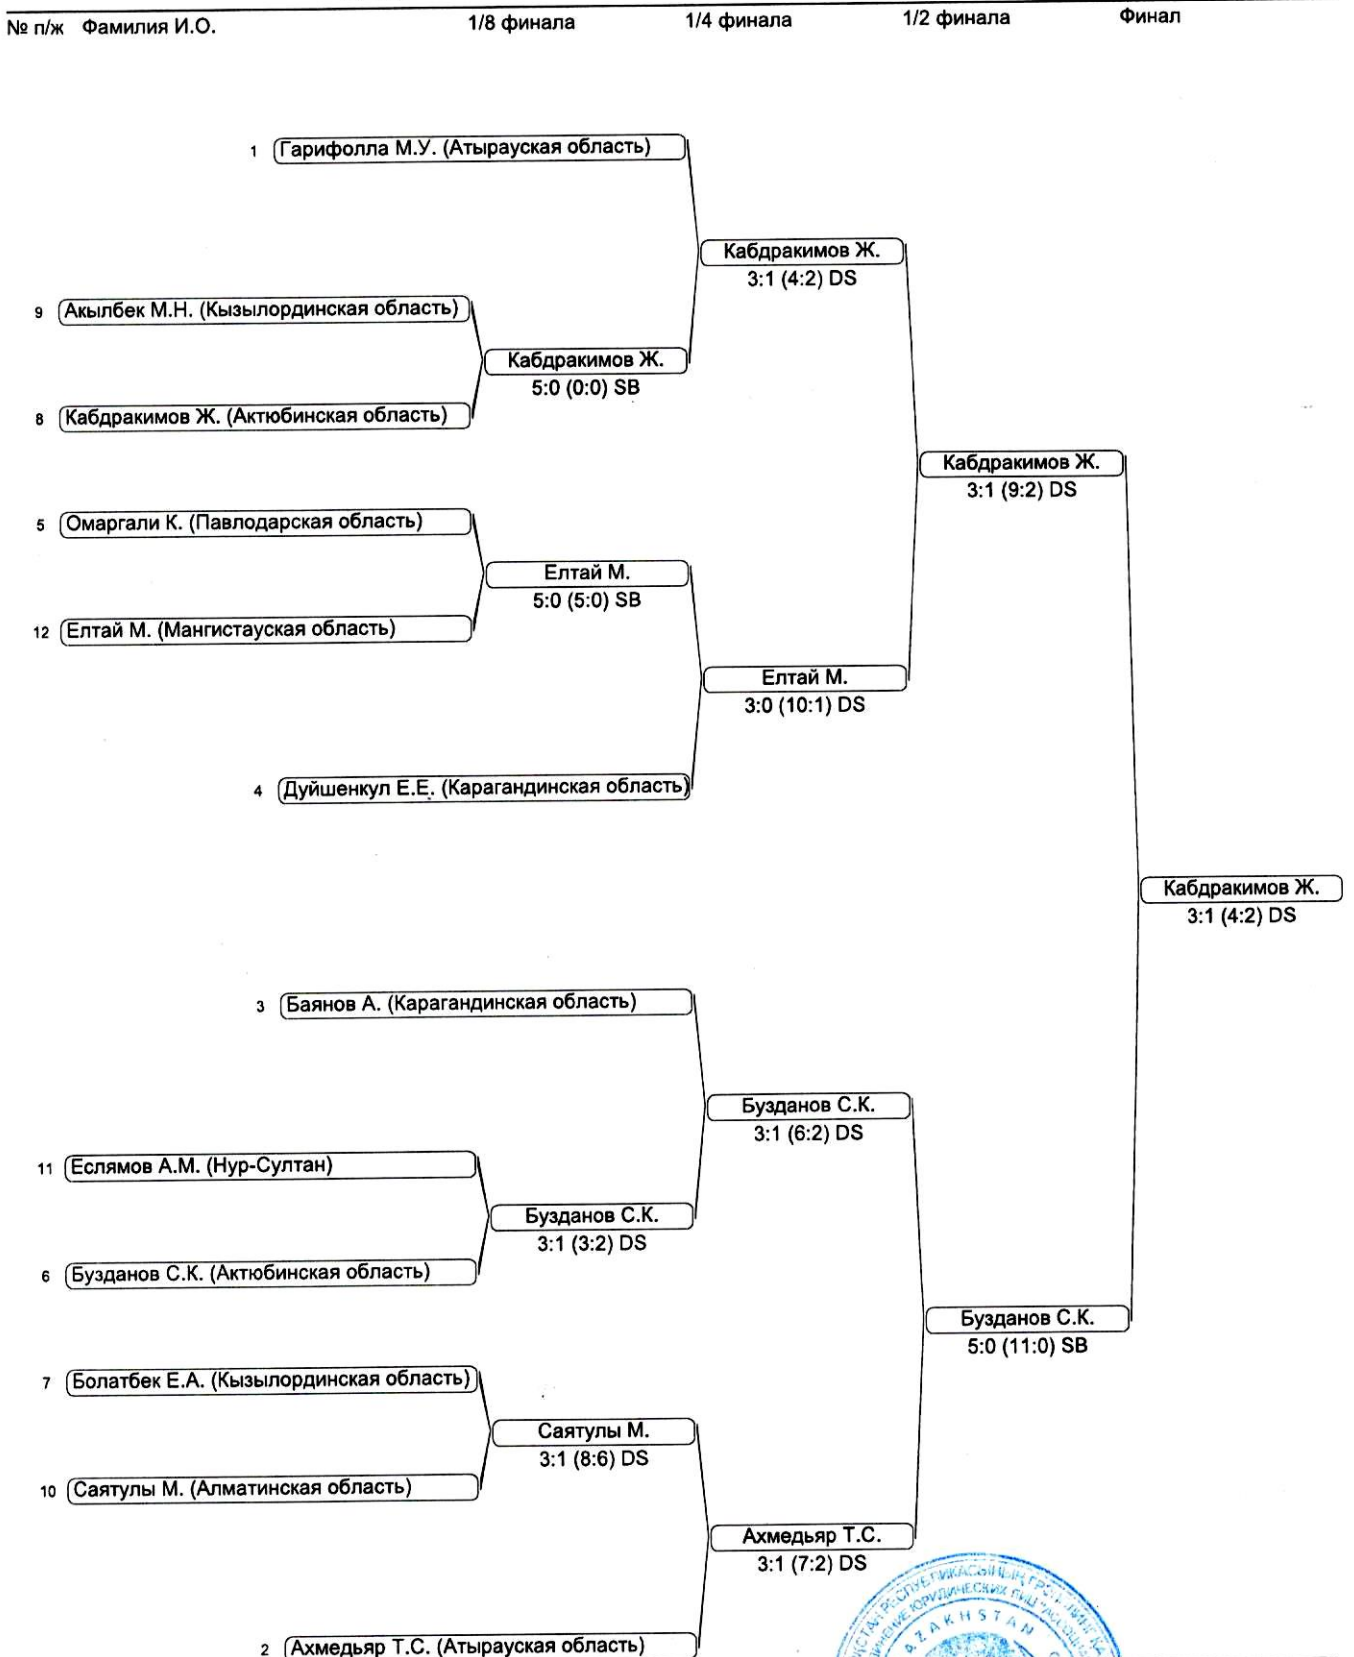 № п/ж Фамилия И.О. 1/8 финала 1/4 финала 1/2 финала Финал
1 Гарифолла М.У. (Атырауская область)
Кабдракимов Ж.
3:1 (4:2) DS
9 Акылбек М.Н. (Кызылординская область)
Кабдракимов Ж.
5:0 (0:0) SB
8 Кабдракимов Ж. (Актюбинская область)
Кабдракимов Ж.
3:1 (9:2) DS
5 Омаргали К. (Павлодарская область)
Елтай М.
5:0 (5:0) SB
12 Елтай М. (Мангистауская область)
Елтай М.
3:0 (10:1) DS
4 Дуйшенкул Е.Е. (Карагандинская область)
Кабдракимов Ж.
3:1 (4:2) DS
3 Баянов А. (Карагандинская область)
Бузданов С.К.
3:1 (6:2) DS
11 Еслямов А.М. (Нур-Султан)
Бузданов С.К.
3:1 (3:2) DS
6 Бузданов С.К. (Актюбинская область)
Бузданов С.К.
5:0 (11:0) SB
7 Болатбек Е.А. (Кызылординская область)
Саятулы М.
3:1 (8:6) DS
10 Саятулы М. (Алматинская область)
Ахмедьяр Т.С.
3:1 (7:2) DS
2 Ахмедьяр Т.С. (Атырауская область)